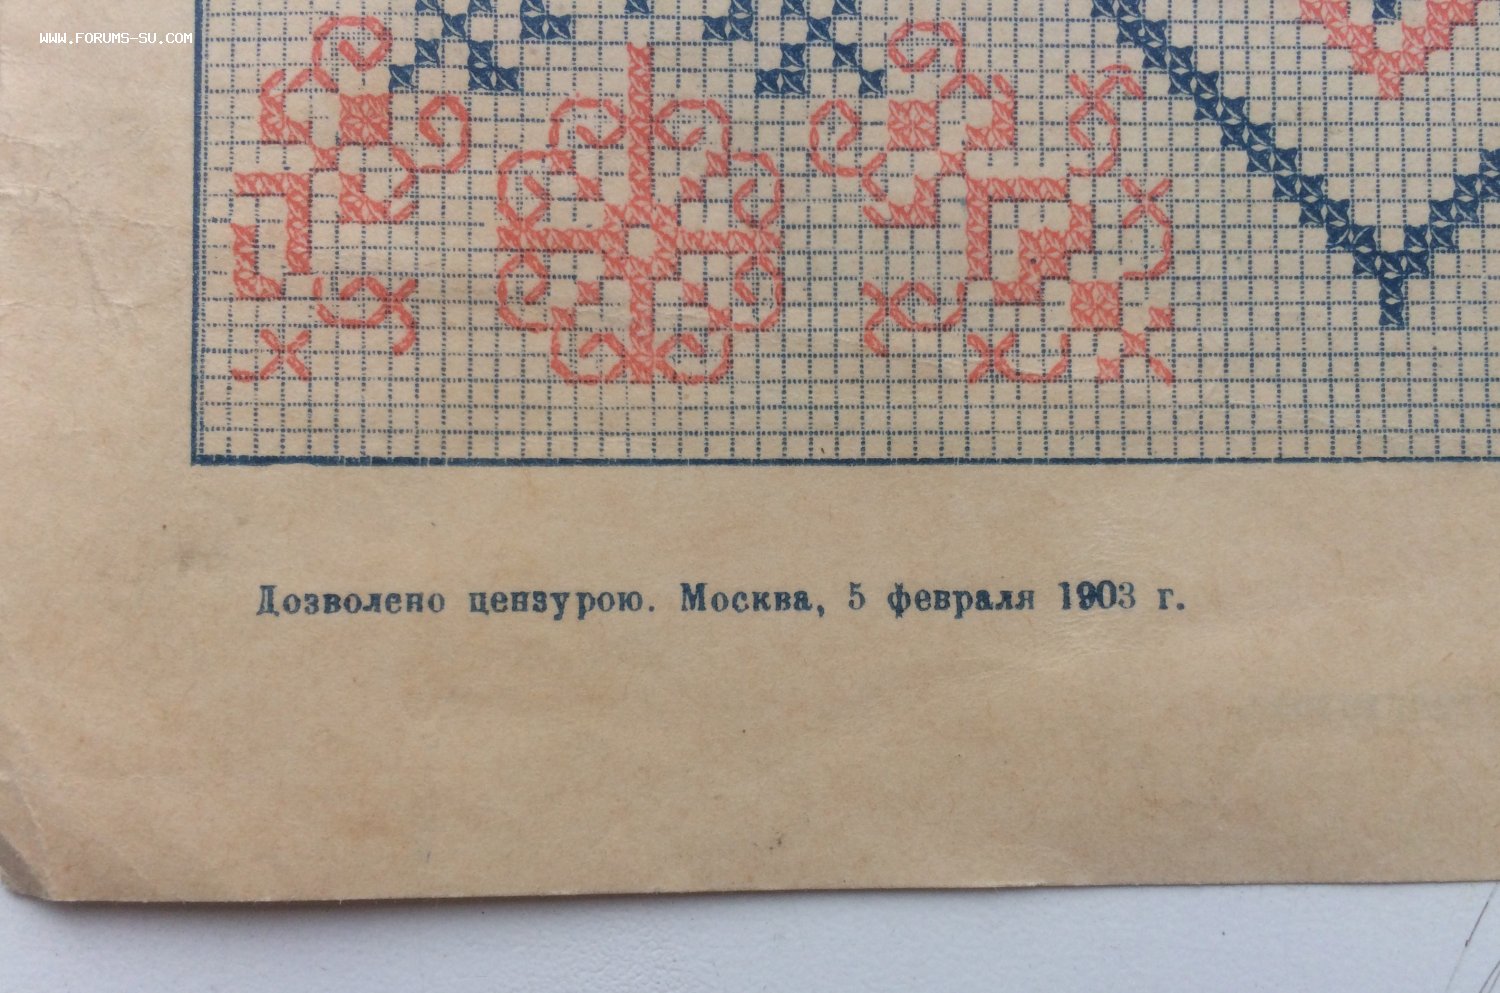 WWW.FORUMS-SU.COM
Дозволено цензурою. Москва, 5 февраля 1903 г.